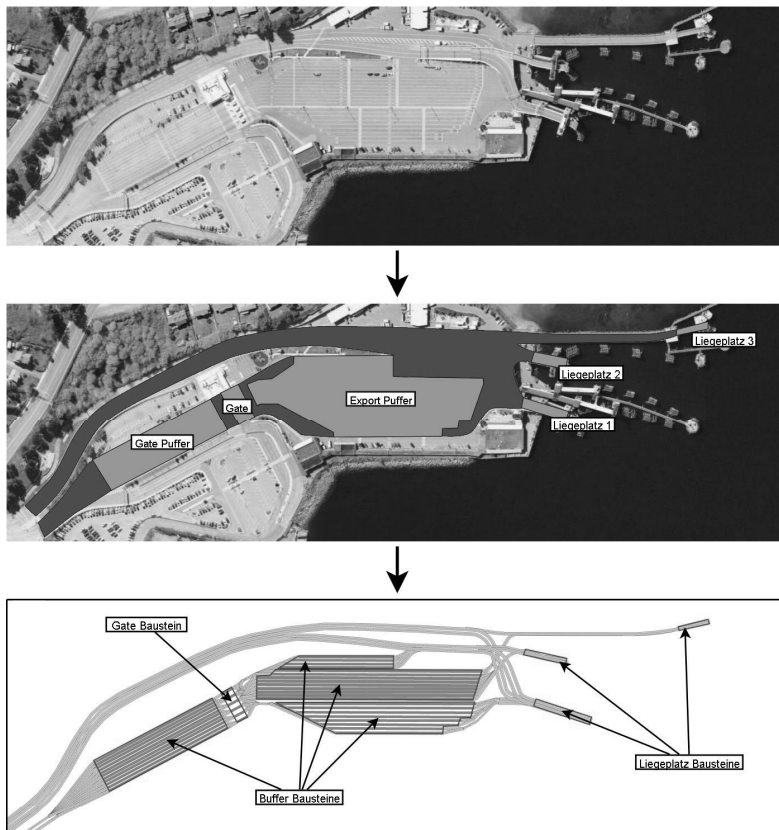 Liegeplatz 3
Liegeplatz 2
Export Puffer
Gate
Liegeplatz 1
Gate Puffer
Gate Baustein
Liegeplatz Bausteine
Buffer Bausteine